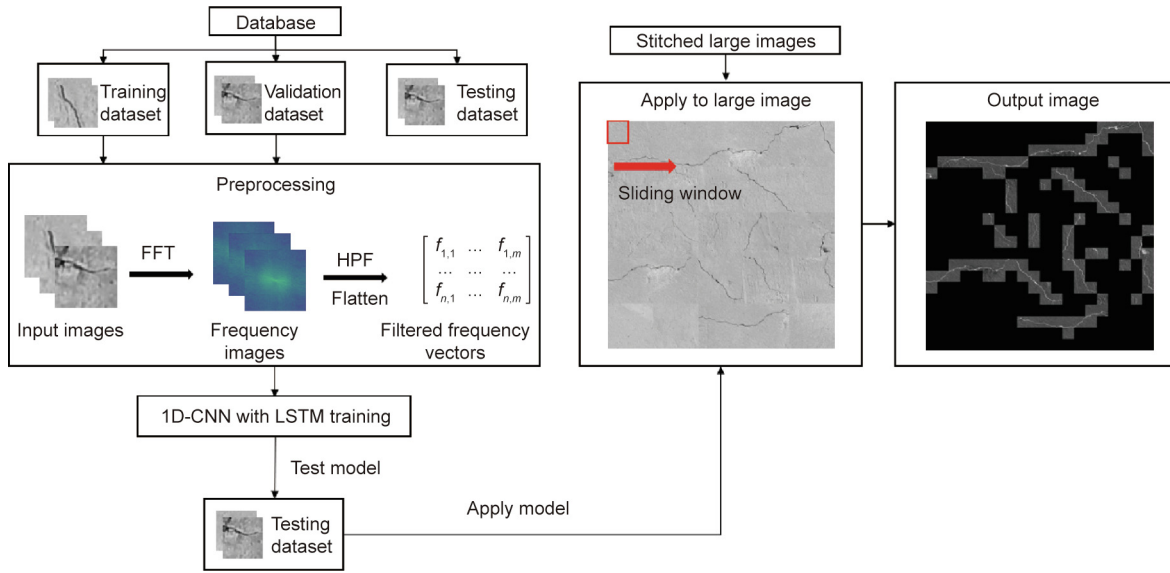 Database
Training
dataset
Validation
dataset
Testing
dataset
Preprocessing
FFT
HPF
Flatten
f1,1 ... f1,m
... ... ...
fn,1 ... fn,m
Input images
Frequency
images
Filtered frequency
vectors
1D-CNN with LSTM training
Test model
Testing
dataset
Apply model
Stitched large images
Apply to large image
Sliding window
Output image